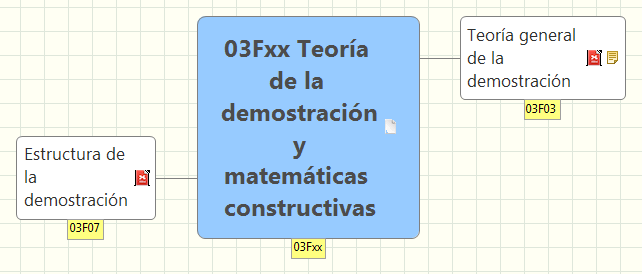 03Fxx Teoría
de la
demostración
y
matemáticas
constructivas
03Fxx
Teoría general
de la
demostración
03F03
Estructura de
la
demostración
03F07